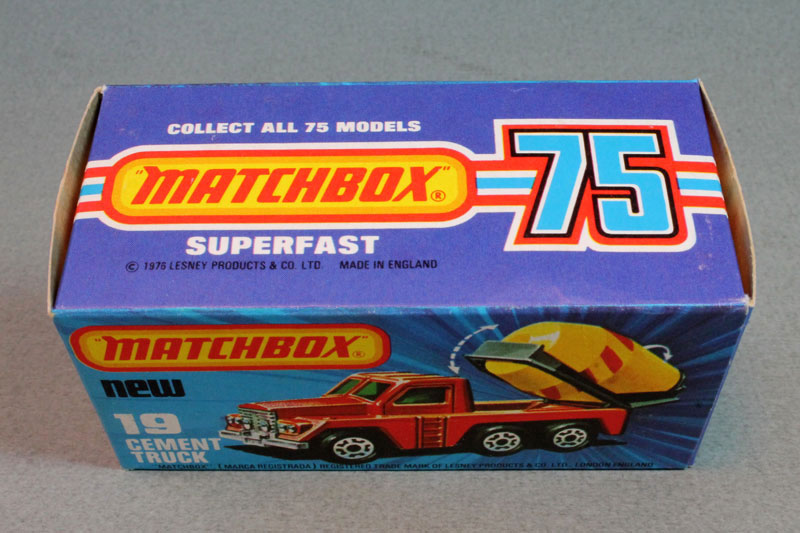 COLLECT ALL 75 MODELS
"MATCHBOX"®
75
SUPERFAST
© 1976 LESNEY PRODUCTS & CO. LTD. MADE IN ENGLAND
"MATCHBOX"®
new
19
CEMENT
TRUCK
"MATCHBOX" [MARCA REGISTRADA] REGISTERED TRADE MARK OF LESNEY PRODUCTS & CO. LTD. LONDON ENGLAND